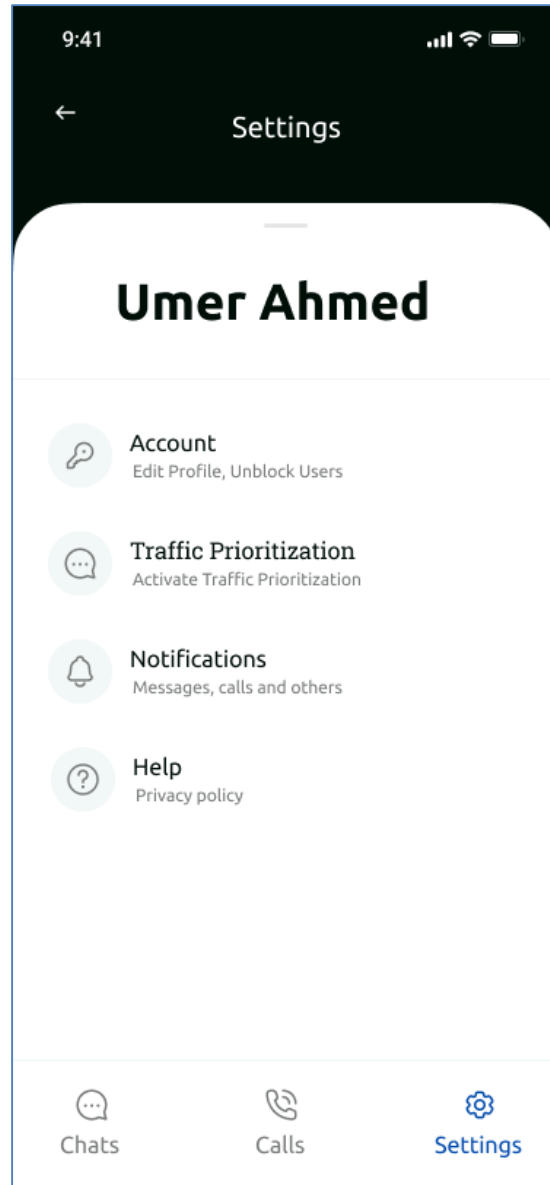 9:41
Settings
Umer Ahmed
Account
Edit Profile, Unblock Users
Traffic Prioritization
Activate Traffic Prioritization
Notifications
Messages, calls and others
Help
Privacy policy
Chats Calls Settings